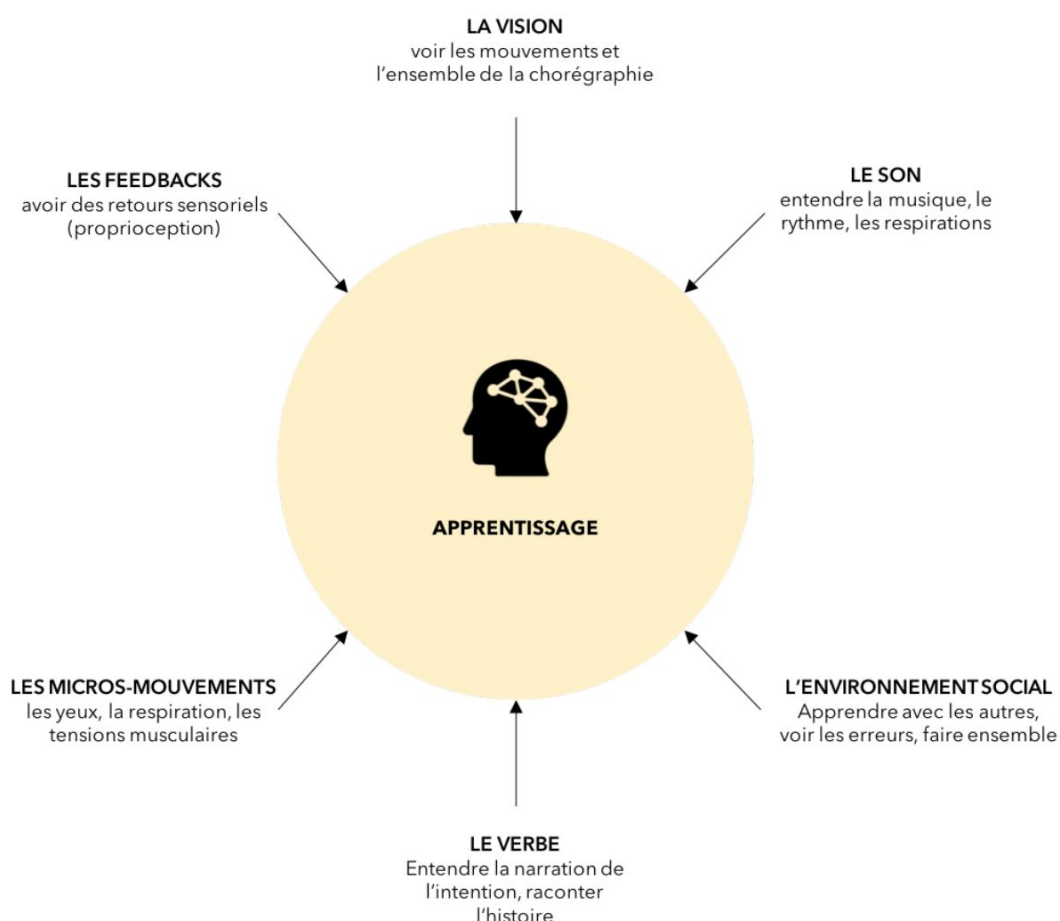 LA VISION
voir les mouvements et
l'ensemble de la chorégraphie
LES FEEDBACKS
avoir des retours sensoriels
(proprioception)
LE SON
entendre la musique, le
rythme, les respirations
APPRENTISSAGE
LES MICROS-MOUVEMENTS
les yeux, la respiration, les
tensions musculaires
L'ENVIRONNEMENT SOCIAL
Apprendre avec les autres,
voir les erreurs, faire ensemble
LE VERBE
Entendre la narration de
l'intention, raconter
l'histoire